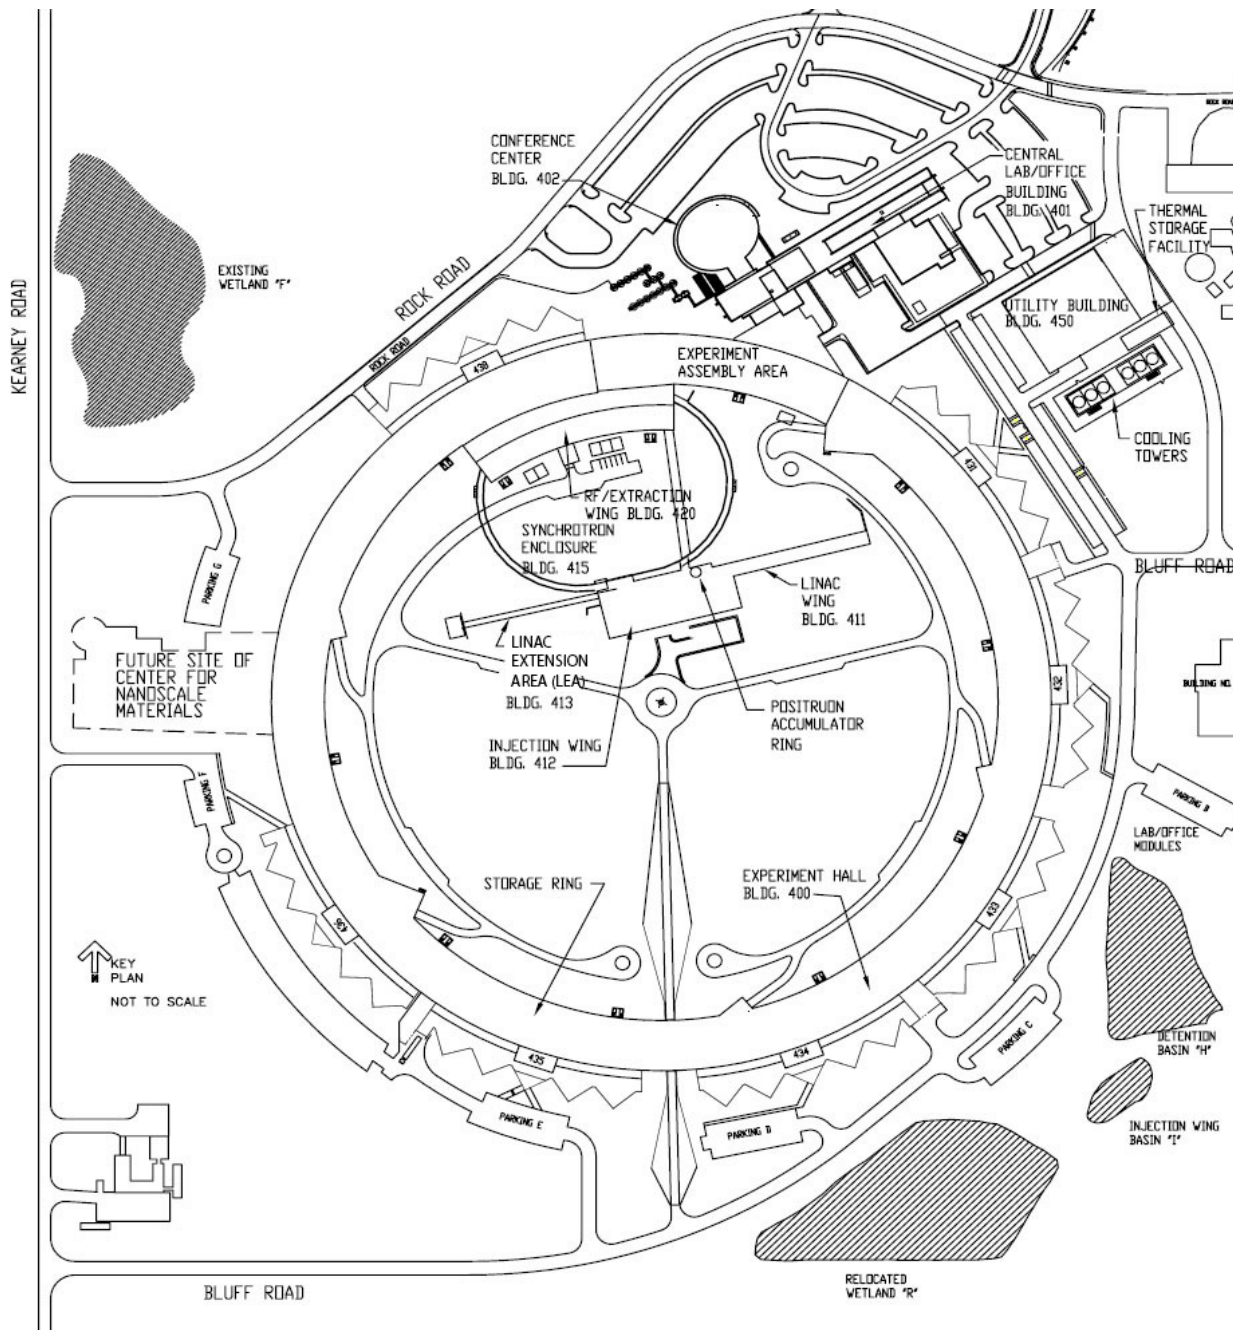 ROCK ROAD
CONFERENCE
CENTER
BLDG. 402
CENTRAL
LAB/OFFICE
BUILDING
BLDG. 401
THERMAL
STORAGE
FACILITY
EXISTING
WETLAND "F"
KEARNEY ROAD
ROCK ROAD
ROCK ROAD
UTILITY BUILDING
BLDG. 450
EXPERIMENT
ASSEMBLY AREA
438
COOLING
TOWERS
431
RF/EXTRACTION
WING BLDG. 420
SYNCHROTRON
ENCLOSURE
BLDG. 415
BLUFF ROAD
PARKING G
LINAC
WING
BLDG. 411
LINAC
EXTENSION
AREA (LEA)
BLDG. 413
FUTURE SITE OF
CENTER FOR
NANOSCALE
MATERIALS
432
BUILDING NO.
POSITRUON
ACCUMULATOR
RING
INJECTION WING
BLDG. 412
PARKING F
PARKING B
LAB/OFFICE
MODULES
STORAGE RING
EXPERIMENT HALL
BLDG. 400
433
436
KEY
PLAN
NOT TO SCALE
PARKING C
DETENTION
BASIN "H"
435
434
PARKING E
PARKING D
INJECTION WING
BASIN "I"
RELOCATED
WETLAND "R"
BLUFF ROAD